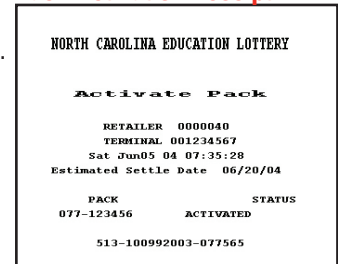 NORTH CAROLINA EDUCATION LOTTERY
Activate Pack
RETAILER 0000040
TERMINAL 001234567
Sat Jun05 04 07:35:28
Estimated Settle Date 06/20/04
PACK STATUS
077-123456 ACTIVATED
513-100992003-077565